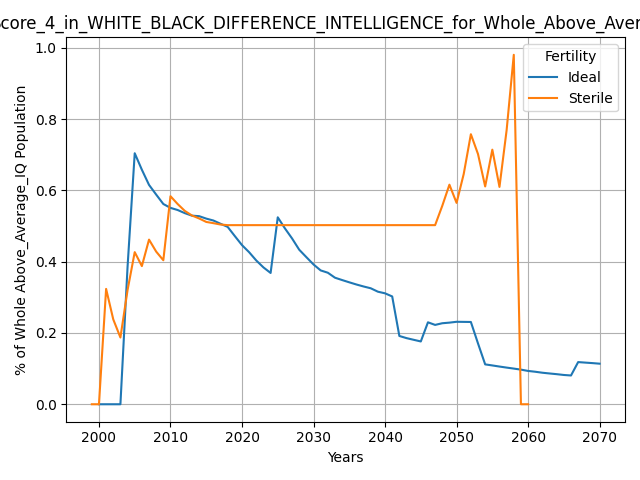 core_4_in_WHITE_BLACK_DIFFERENCE_INTELLIGENCE_for_Whole_Above_Aver
% of Whole Above_Average_IQ Population
1.0
0.8
0.6
0.4
0.2
0.0
Fertility
Ideal
Sterile
2000 2010 2020 2030 2040 2050 2060 2070
Years